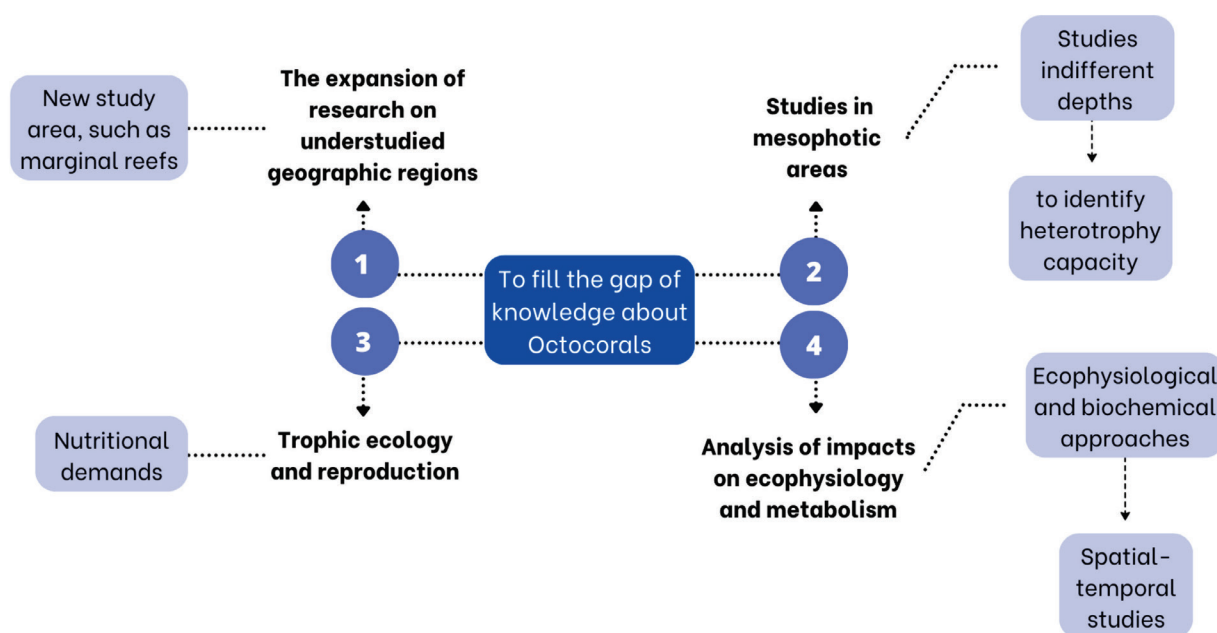 New study
area, such as
marginal reefs
The expansion of
research on
understudied
geographic regions
1
Studies in
mesophotic
areas
2
Studies
indifferent
depths
to identify
heterotrophy
capacity
To fill the gap of
knowledge about
Octocorals
3
Trophic ecology
and reproduction
Nutritional
demands
4
Analysis of impacts
on ecophysiology
and metabolism
Ecophysiological
and biochemical
approaches
Spatial-
temporal
studies